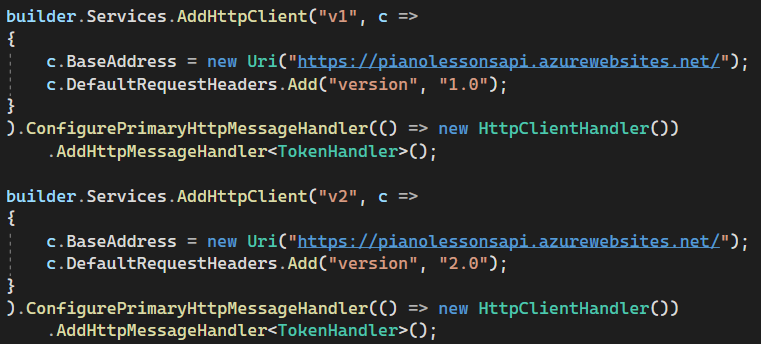 builder.Services.AddHttpClient("v1", c =>
{
    c.BaseAddress = new Uri("https://pianolessonsapi.azurewebsites.net/");
    c.DefaultRequestHeaders.Add("version", "1.0");
}
).ConfigurePrimaryHttpMessageHandler(() => new HttpClientHandler())
    .AddHttpMessageHandler<TokenHandler>();

builder.Services.AddHttpClient("v2", c =>
{
    c.BaseAddress = new Uri("https://pianolessonsapi.azurewebsites.net/");
    c.DefaultRequestHeaders.Add("version", "2.0");
}
).ConfigurePrimaryHttpMessageHandler(() => new HttpClientHandler())
    .AddHttpMessageHandler<TokenHandler>();